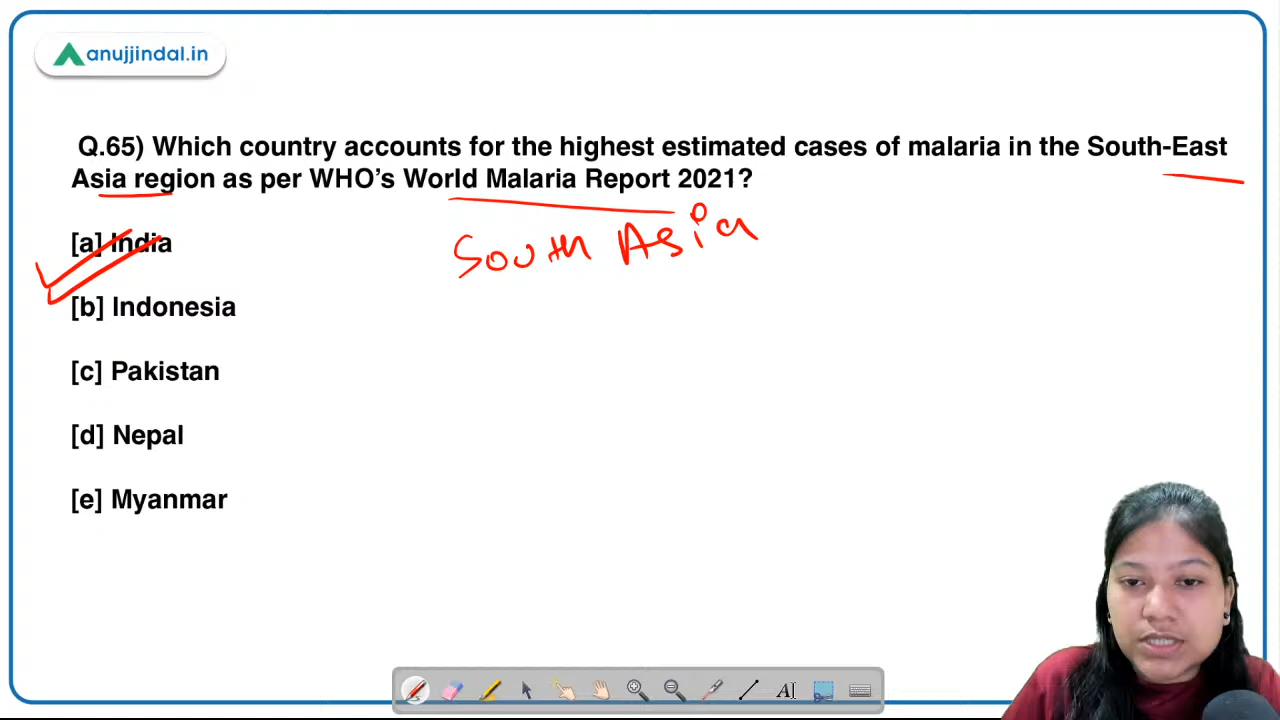 anujjindal.in
Q.65) Which country accounts for the highest estimated cases of malaria in the South-East
Asia region as per WHO's World Malaria Report 2021?
South Asia
[a] India
[b] Indonesia
[c] Pakistan
[d] Nepal
[e] Myanmar
A